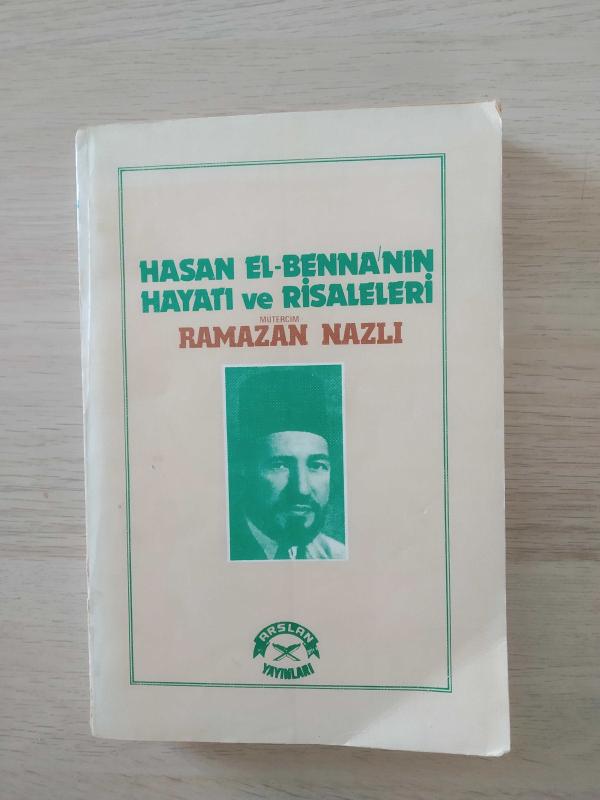 HASAN EL-BENNA'NIN
HAYATI ve RİSALELERİ
MÜTERCİM
RAMAZAN NAZLI
ARSLAN
YAYINLARI